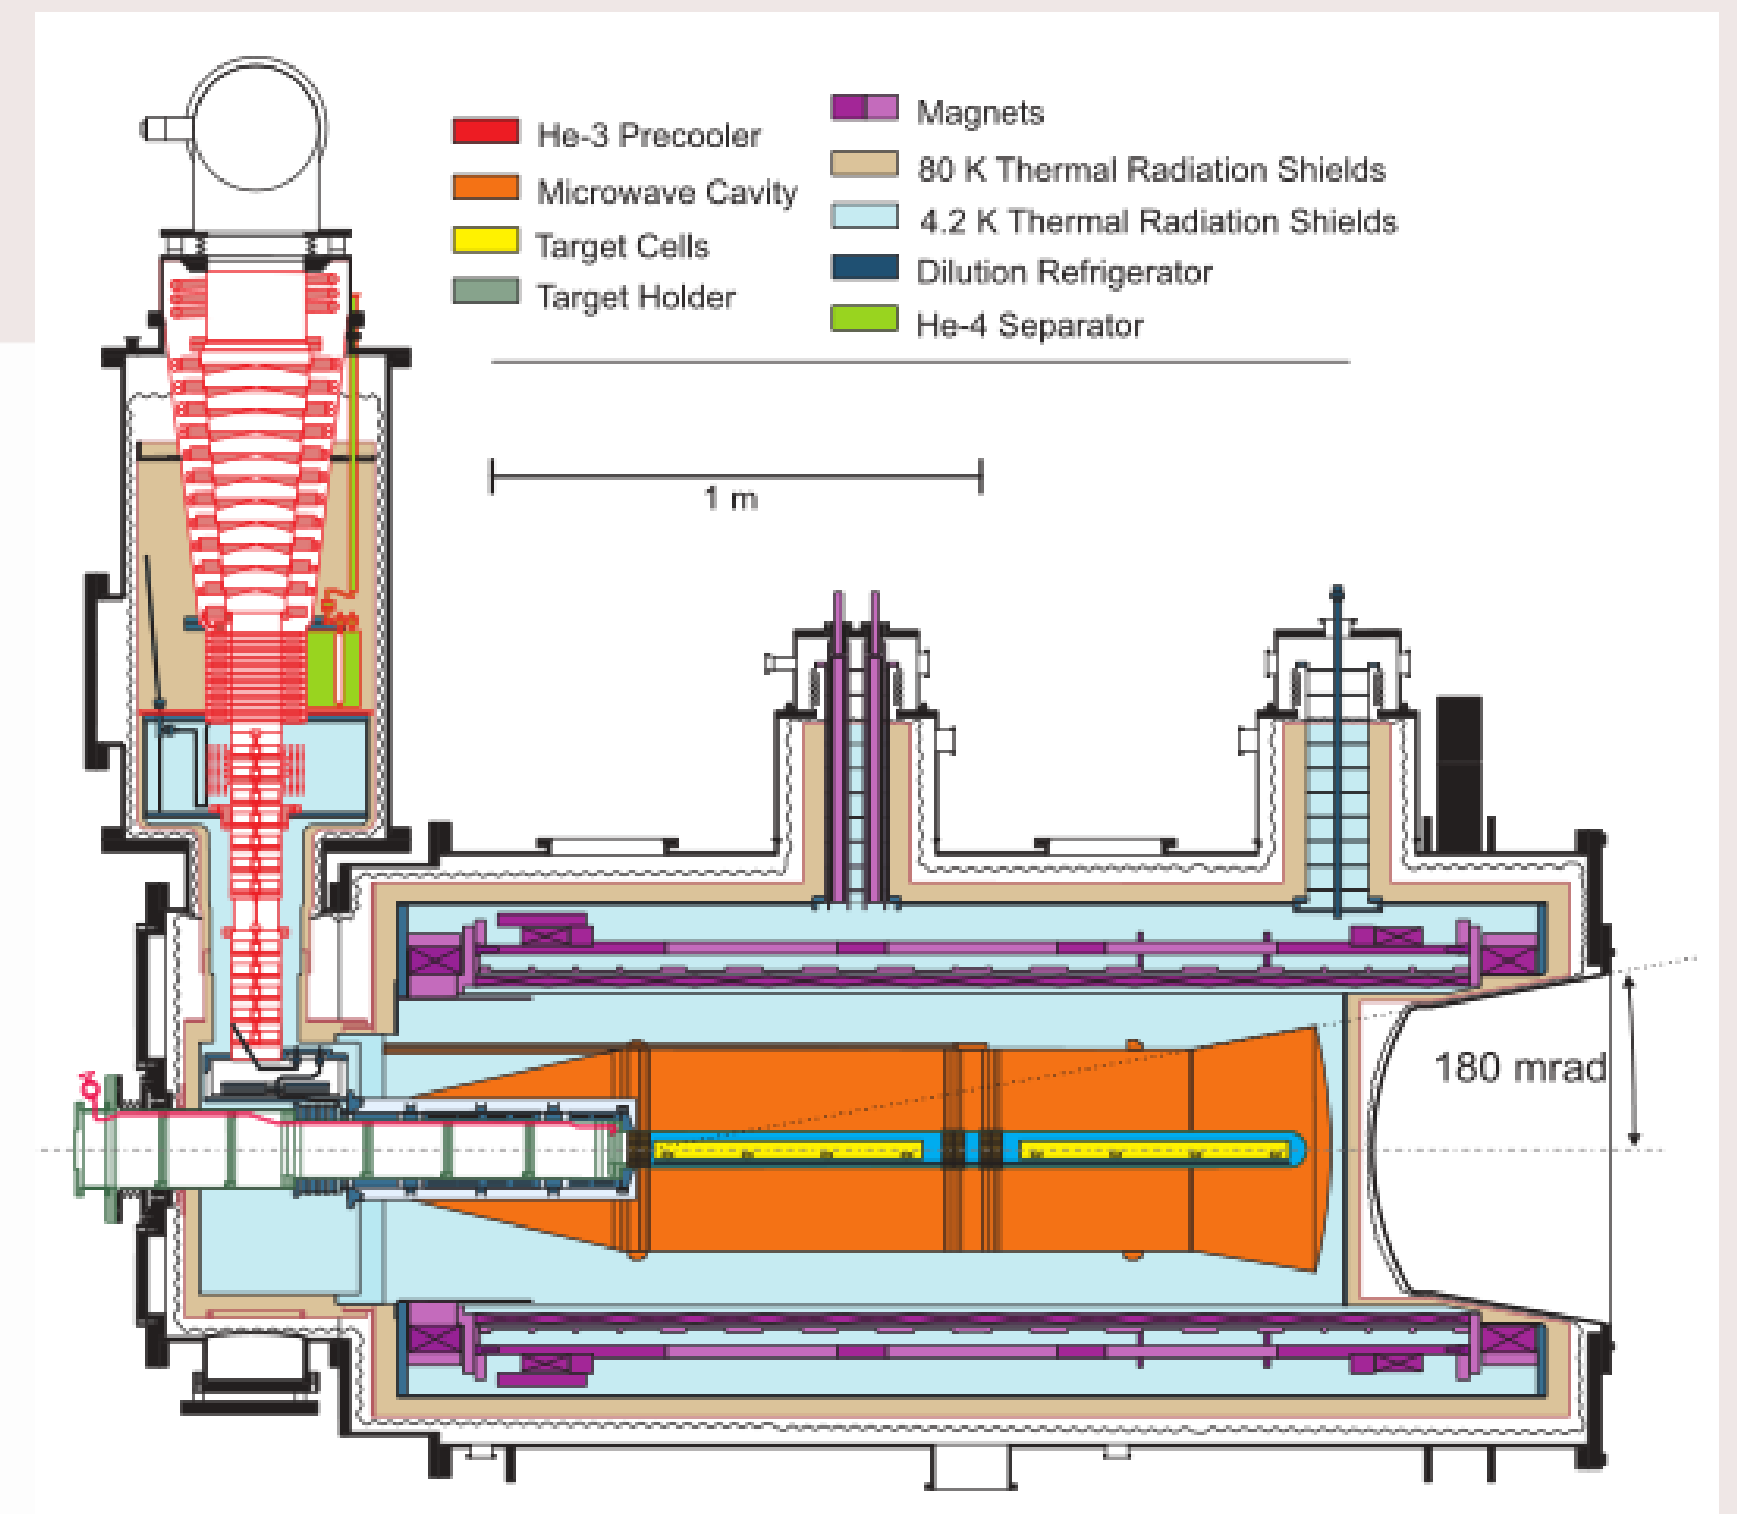 He-3 Precooler
Microwave Cavity
Target Cells
Target Holder
Magnets
80 K Thermal Radiation Shields
4.2 K Thermal Radiation Shields
Dilution Refrigerator
He-4 Separator
1 m
180 mrad